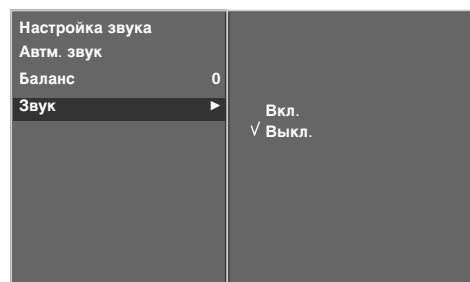 Настройка звука
Автм. звук
Баланс 0
Звук ►
Вкл.
√ Выкл.